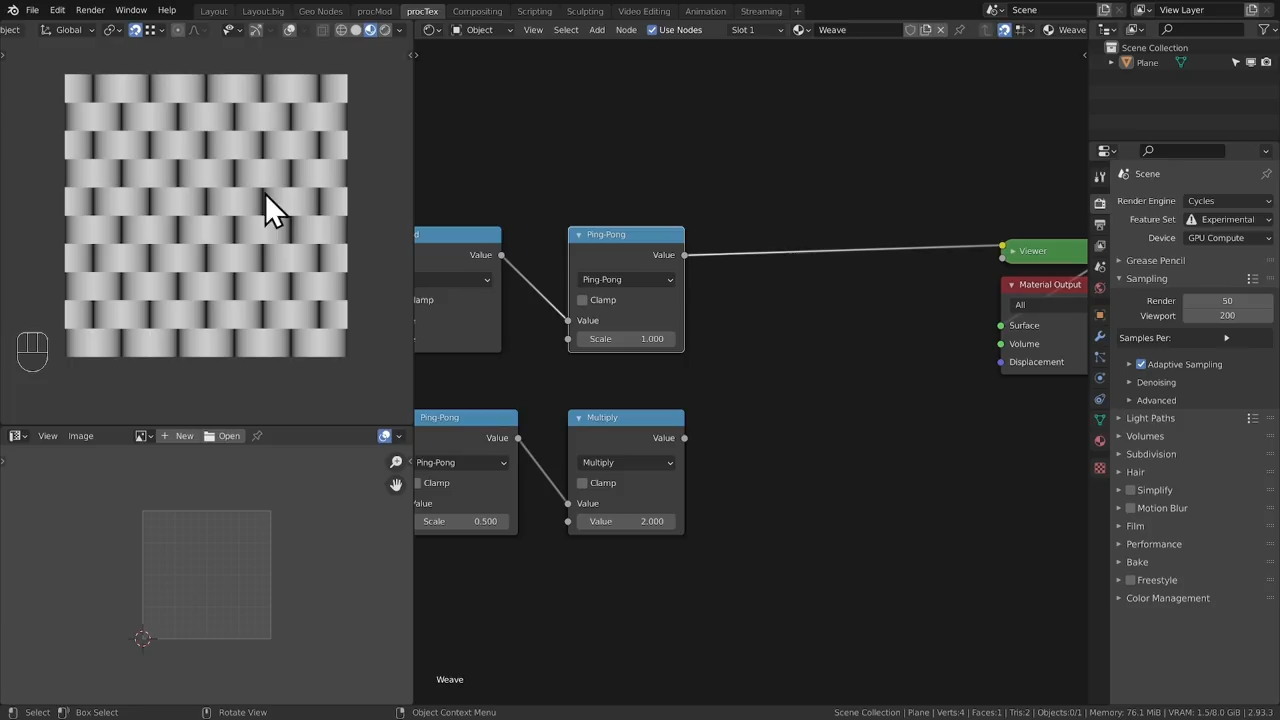 File Edit Render Window Help Layout Layout.big Geo Nodes procMod procTex Compositing Scripting Sculpting Video Editing Animation Streaming + Scene View Layer
bject Global Object View Select Add Node Use Nodes Slot 1 Weave Weave
Scene Collection
Plane
Scene
Render Engine Cycles
Feature Set Experimental
Device GPU Compute
Grease Pencil
Sampling
Render 50
Viewport 200
Samples Per:
Adaptive Sampling
Denoising
Advanced
Light Paths
Volumes
Subdivision
Hair
Simplify
Motion Blur
Film
Performance
Bake
Freestyle
Color Management
d
Value
lamp
Ping-Pong
Value
Ping-Pong
Clamp
Value
Scale 1.000
Viewer
Material Output
All
Surface
Volume
Displacement
Ping-Pong
Value
Ping-Pong
Clamp
alue
Scale 0.500
Multiply
Value
Multiply
Clamp
Value
Value 2.000
View Image + New Open
Weave
Select Box Select Rotate View Object Context Menu Scene Collection | Plane | Verts:4 | Faces:1 | Tris:2 | Objects:0/1 | Memory: 76.1 MiB | VRAM: 1.5/8.0 GiB | 2.93.3